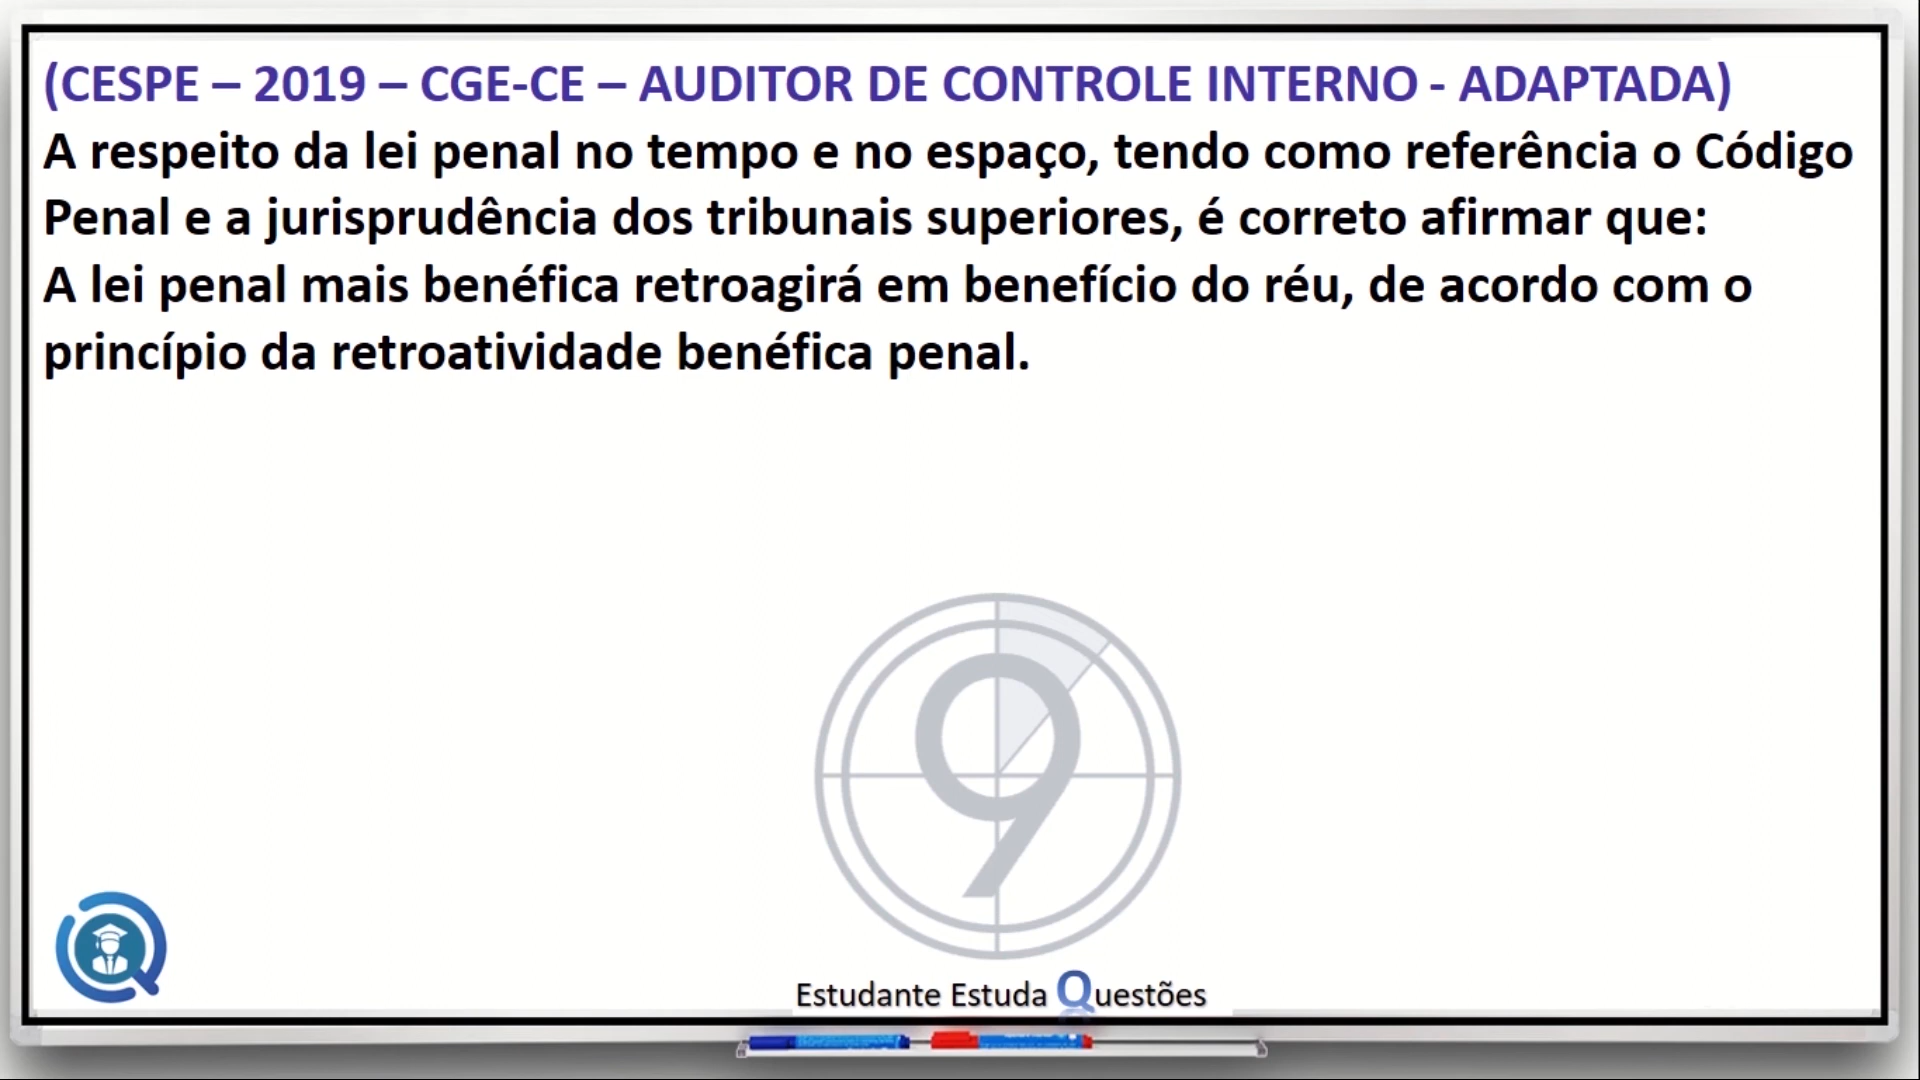 (CESPE – 2019 – CGE-CE – AUDITOR DE CONTROLE INTERNO - ADAPTADA)
A respeito da lei penal no tempo e no espaço, tendo como referência o Código
Penal e a jurisprudência dos tribunais superiores, é correto afirmar que:
A lei penal mais benéfica retroagirá em benefício do réu, de acordo com o
princípio da retroatividade benéfica penal.
9
Estudante Estuda Questões